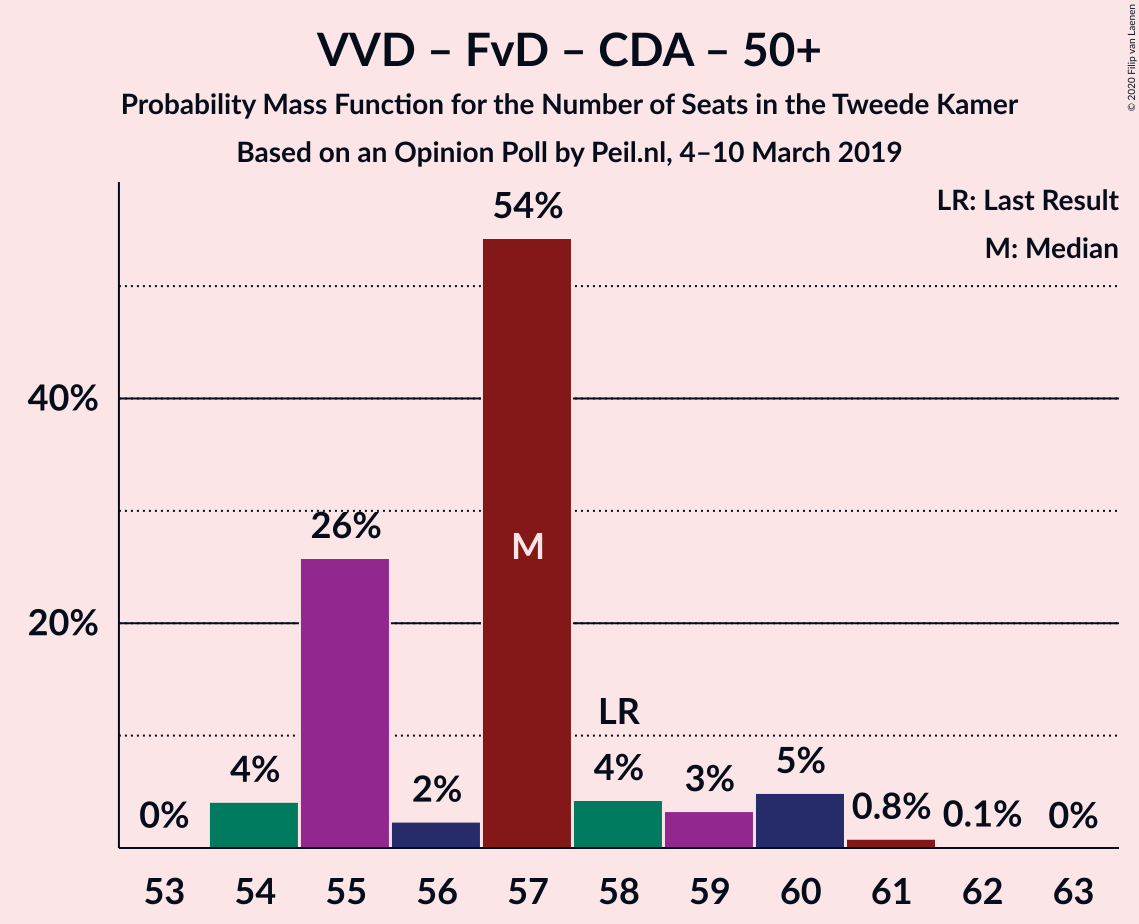 VVD – FvD – CDA – 50+
Probability Mass Function for the Number of Seats in the Tweede Kamer
Based on an Opinion Poll by Peil.nl, 4–10 March 2019
© 2020 Filip van Laenen
LR: Last Result
M: Median
40%
20%
0%
4%
26%
2%
54%
M
LR
4%
3%
5%
0.8%
0.1%
0%
53 54 55 56 57 58 59 60 61 62 63